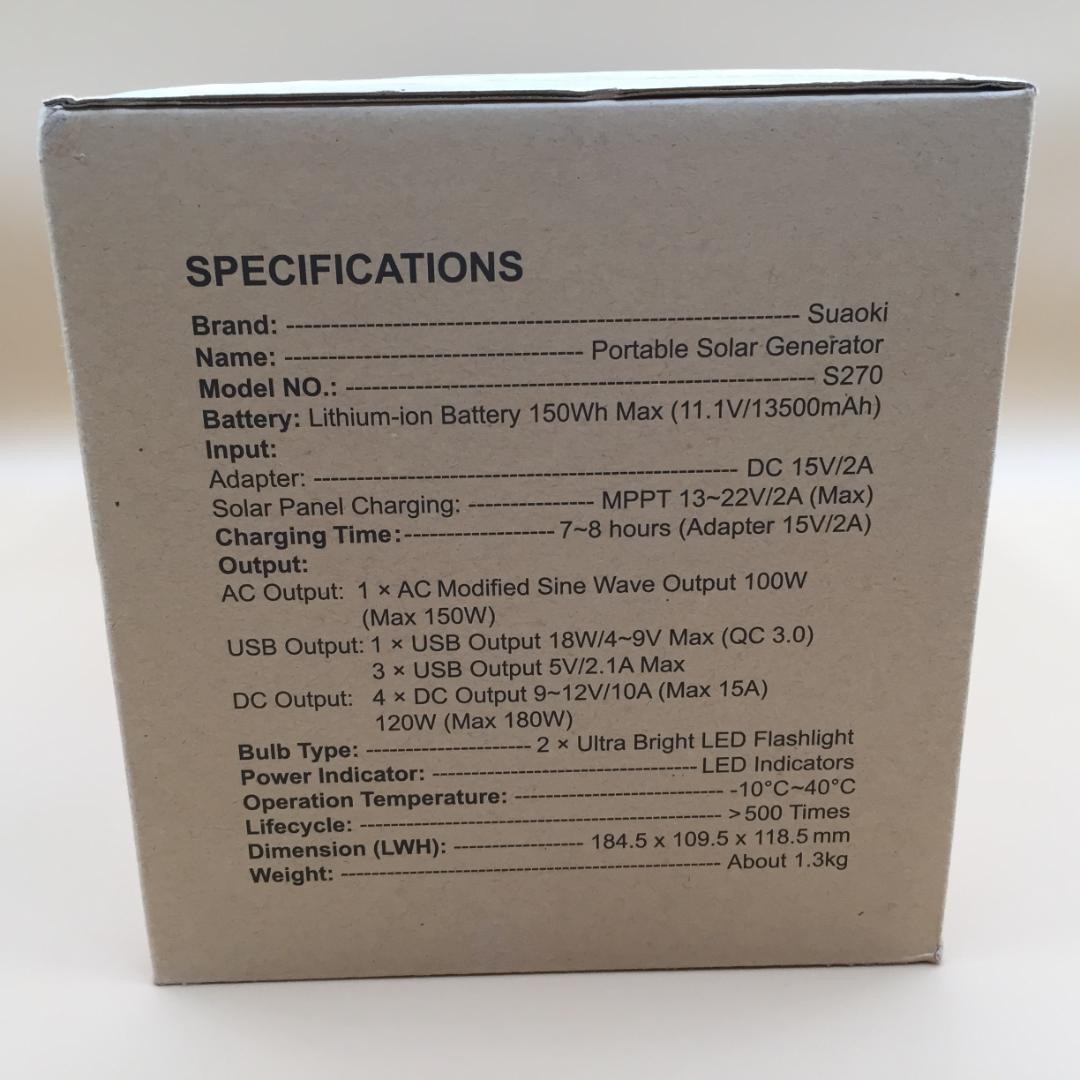 SPECIFICATIONS
Brand: ---------------------------------------------------------- Suaoki
Name: ---------------------------------- Portable Solar Generator
Model NO.: ----------------------------------------------------- S270
Battery: Lithium-ion Battery 150Wh Max (11.1V/13500mAh)
Input:
Adapter: ------------------------------------------------- DC 15V/2A
Solar Panel Charging: --------------- MPPT 13~22V/2A (Max)
Charging Time:------------------- 7~8 hours (Adapter 15V/2A)
Output:
AC Output: 1 × AC Modified Sine Wave Output 100W
(Max 150W)
USB Output: 1 × USB Output 18W/4~9V Max (QC 3.0)
3 × USB Output 5V/2.1A Max
DC Output: 4 × DC Output 9~12V/10A (Max 15A)
120W (Max 180W)
Bulb Type: --------------------- 2 × Ultra Bright LED Flashlight
Power Indicator: ---------------------------------- LED Indicators
Operation Temperature: -------------------------- -10°C~40°C
Lifecycle: ---------------------------------------------- >500 Times
Dimension (LWH): ---------------- 184.5 x 109.5 x 118.5 mm
Weight: ------------------------------------------------ About 1.3kg